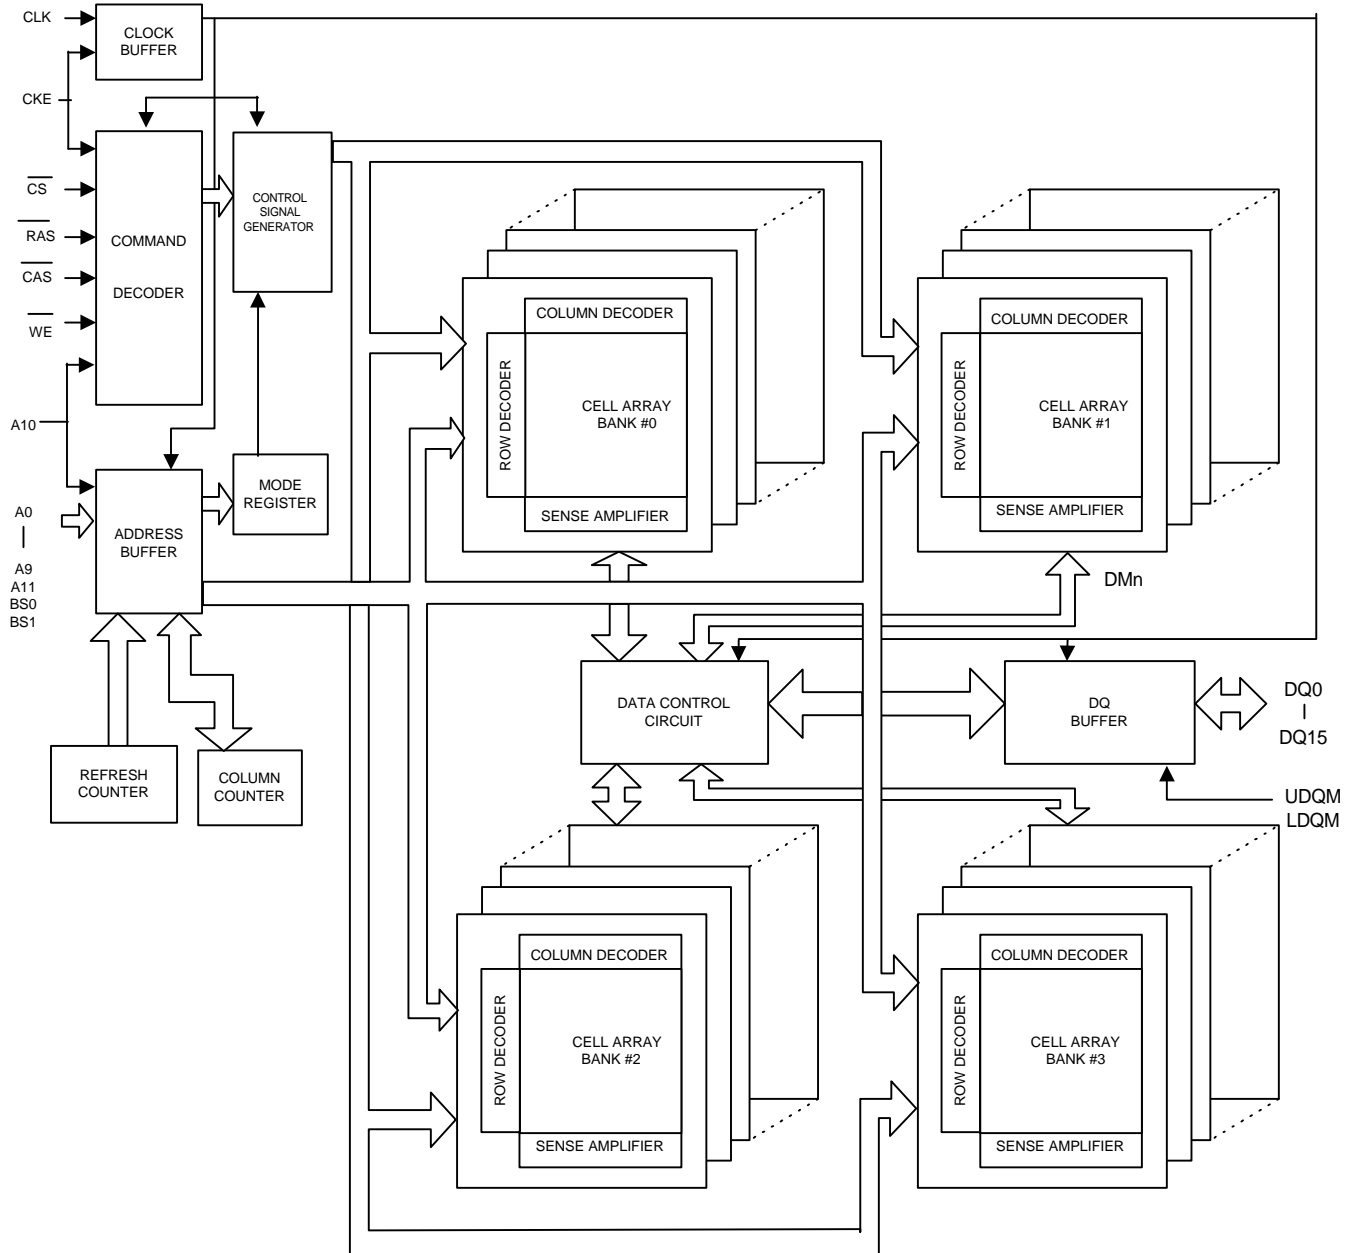 CLK
CLOCK
BUFFER
CKE
CS
RAS
CAS
WE
COMMAND
DECODER
CONTROL
SIGNAL
GENERATOR
A10
MODE
REGISTER
A0
A9
A11
BS0
BS1
ADDRESS
BUFFER
REFRESH
COUNTER
COLUMN
COUNTER
COLUMN DECODER
ROW DECODER
CELL ARRAY
BANK #0
SENSE AMPLIFIER
COLUMN DECODER
ROW DECODER
CELL ARRAY
BANK #1
SENSE AMPLIFIER
DMn
DATA CONTROL
CIRCUIT
DQ
BUFFER
DQ0
DQ15
UDQM
LDQM
COLUMN DECODER
ROW DECODER
CELL ARRAY
BANK #2
SENSE AMPLIFIER
COLUMN DECODER
ROW DECODER
CELL ARRAY
BANK #3
SENSE AMPLIFIER